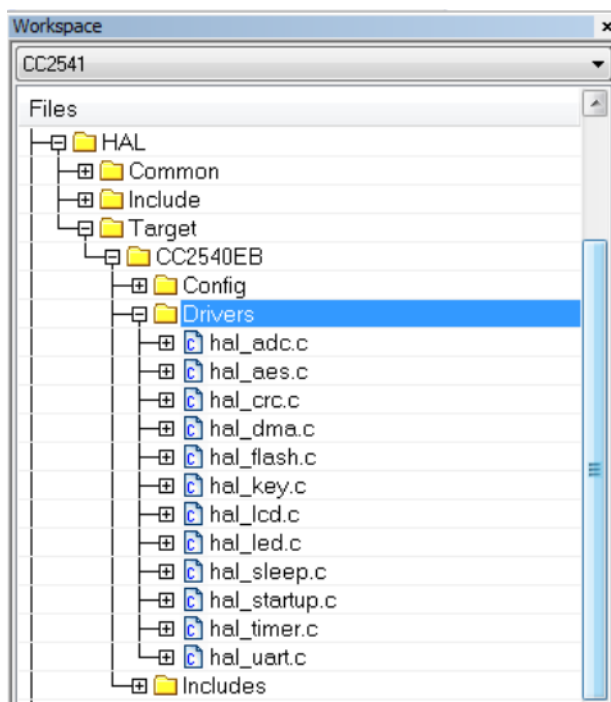 Workspace
CC2541
Files
HAL
Common
Include
Target
CC2540EB
Config
Drivers
hal_adc.c
hal_aes.c
hal_crc.c
hal_dma.c
hal_flash.c
hal_key.c
hal_lcd.c
hal_led.c
hal_sleep.c
hal_startup.c
hal_timer.c
hal_uart.c
Includes